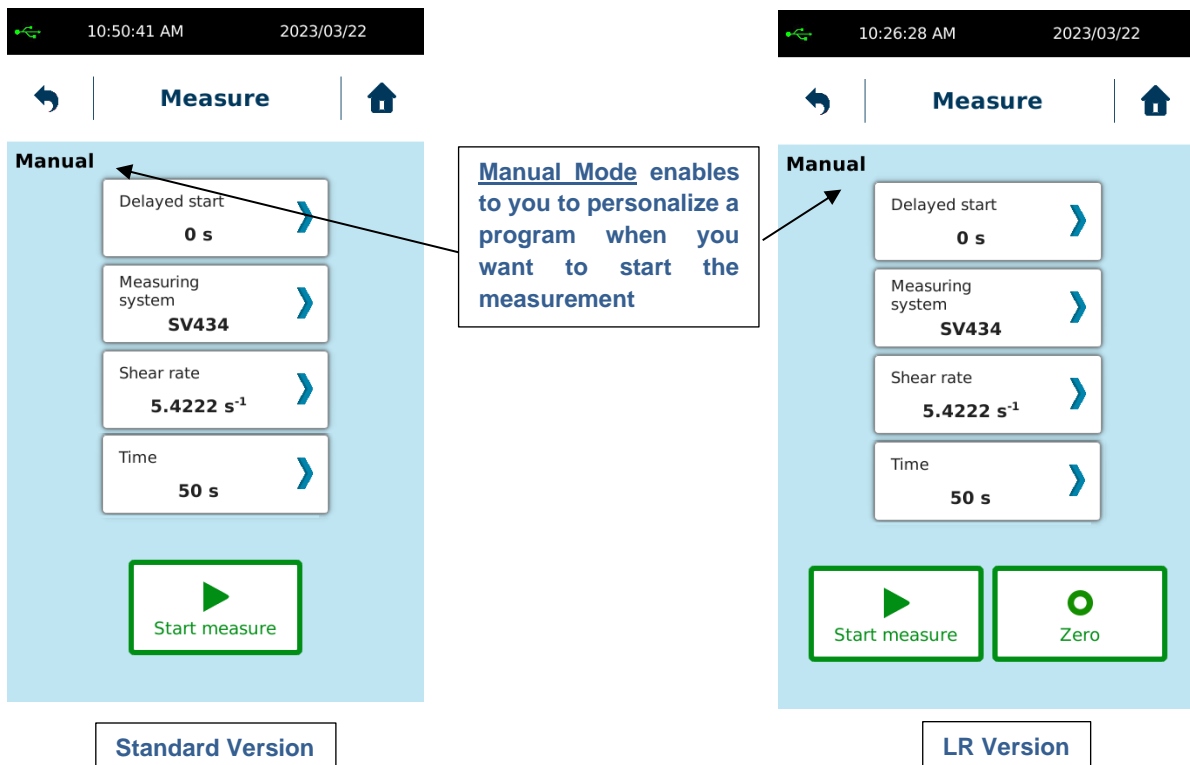 10:50:41 AM 2023/03/22
Measure
Manual
Delayed start
0 s
Measuring
system
SV434
Shear rate
5.4222 s⁻¹
Time
50 s
Start measure
Standard Version
Manual Mode enables
to you to personalize a
program when you
want to start the
measurement
10:26:28 AM 2023/03/22
Measure
Manual
Delayed start
0 s
Measuring
system
SV434
Shear rate
5.4222 s⁻¹
Time
50 s
Start measure
Zero
LR Version